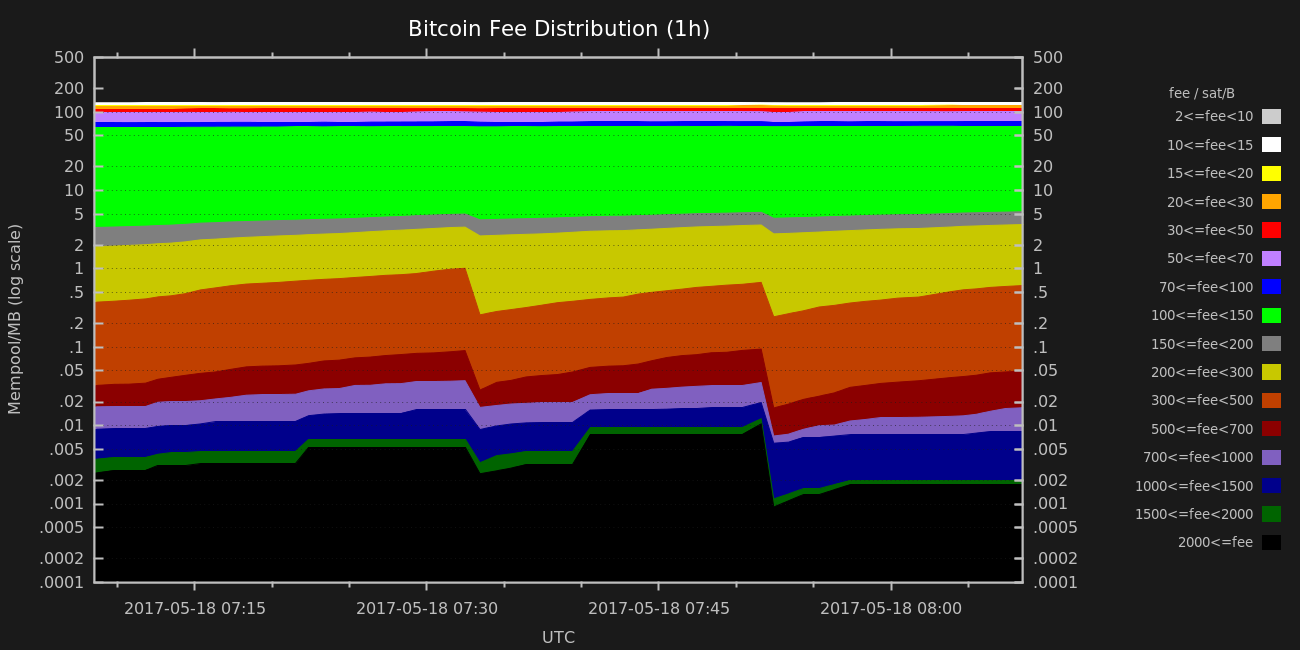 Bitcoin Fee Distribution (1h)
Mempool/MB (log scale)
500
200
100
50
20
10
5
2
1
.5
.2
.1
.05
.02
.01
.005
.002
.001
.0005
.0002
.0001
500
200
100
50
20
10
5
2
1
.5
.2
.1
.05
.02
.01
.005
.002
.001
.0005
.0002
.0001
2017-05-18 07:15 2017-05-18 07:30 2017-05-18 07:45 2017-05-18 08:00
UTC
fee / sat/B
2<=fee<10
10<=fee<15
15<=fee<20
20<=fee<30
30<=fee<50
50<=fee<70
70<=fee<100
100<=fee<150
150<=fee<200
200<=fee<300
300<=fee<500
500<=fee<700
700<=fee<1000
1000<=fee<1500
1500<=fee<2000
2000<=fee